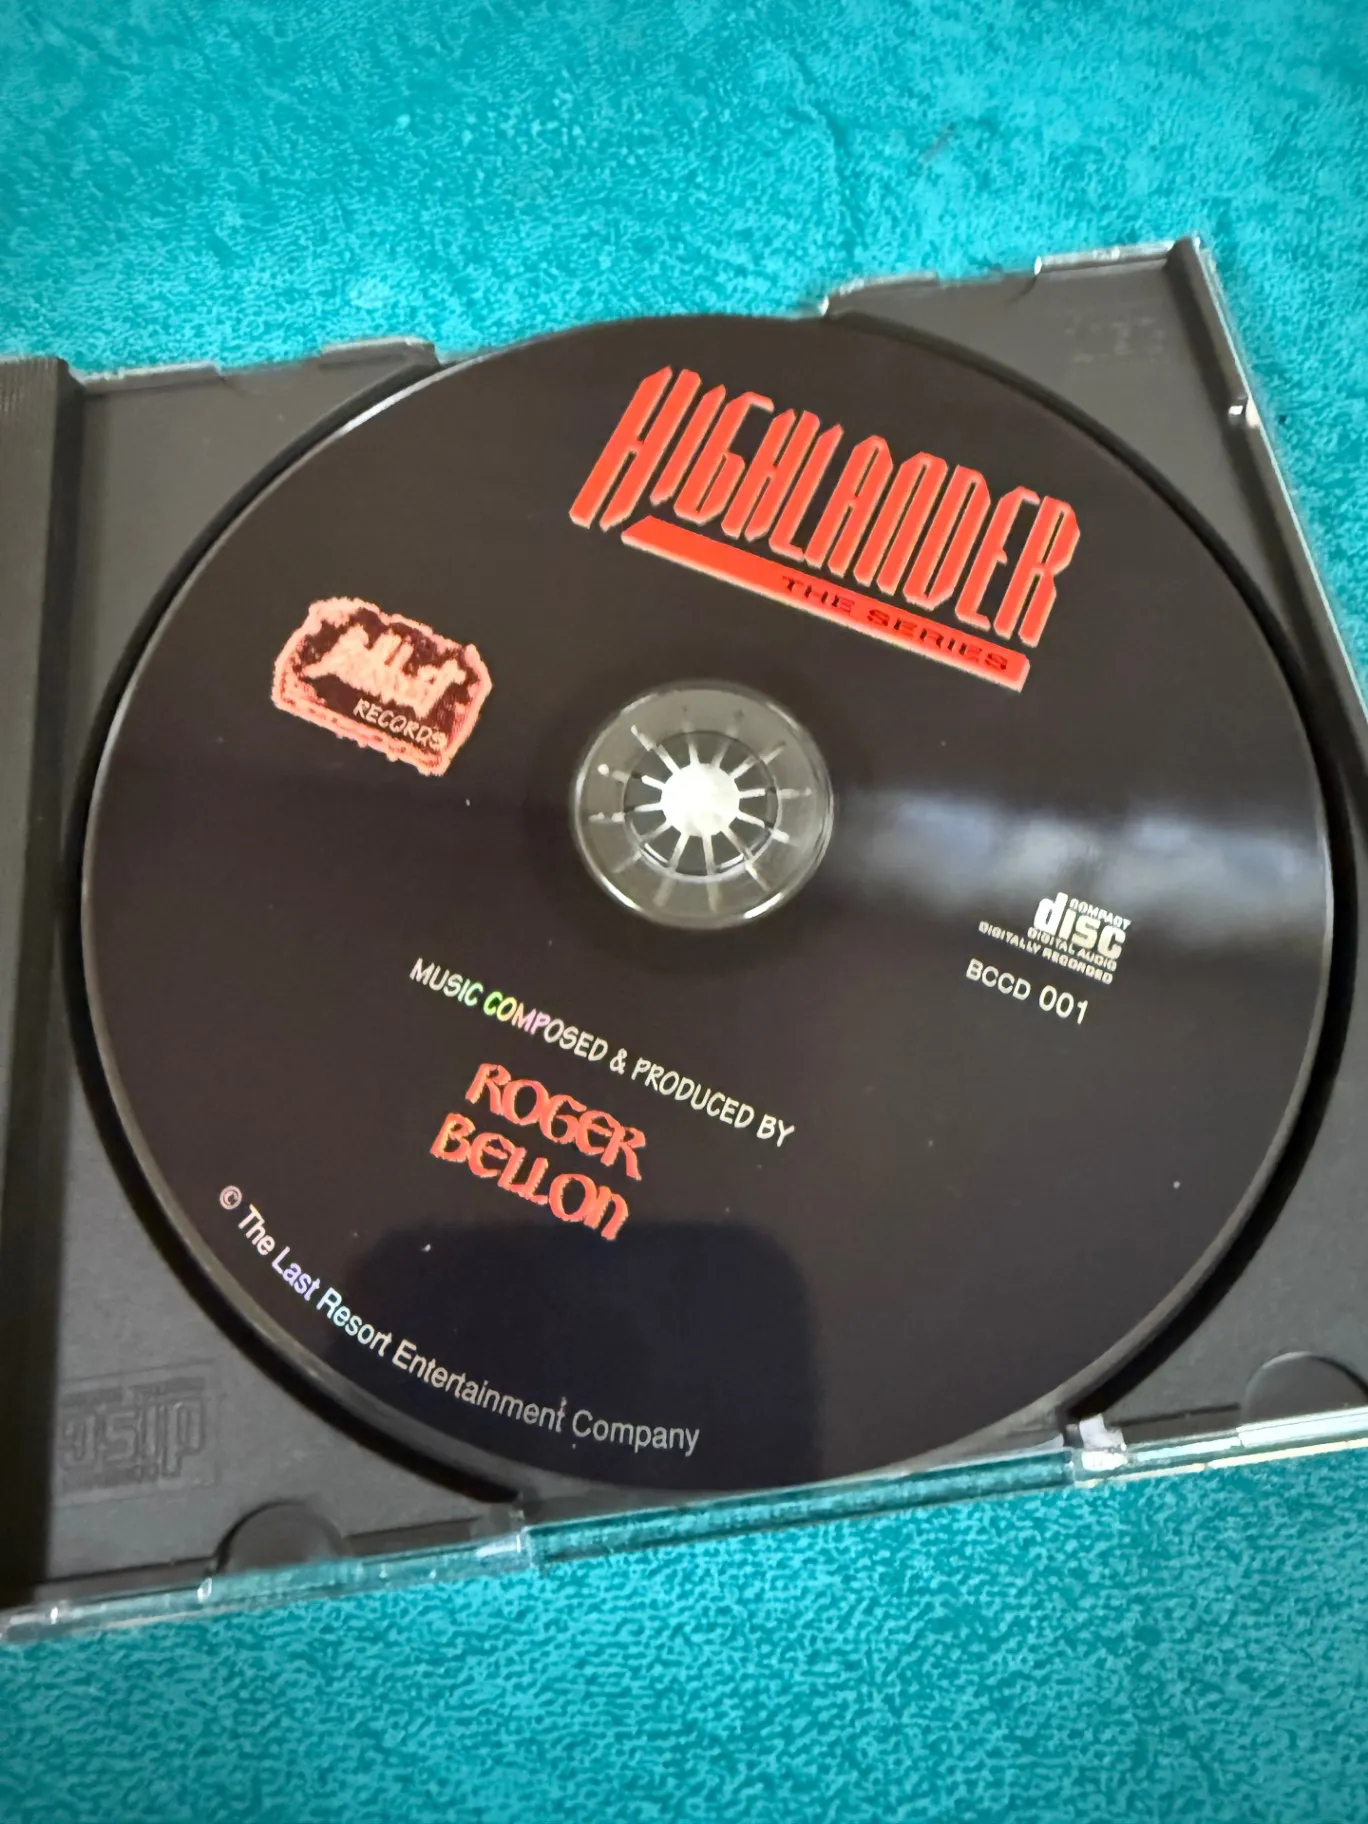 HIGHLANDER
THE SERIES
RECORDS
COMPACT
disc
DIGITAL AUDIO
DIGITALLY RECORDED
BCCD 001
MUSIC COMPOSED & PRODUCED BY
ROGER
BELLON
© The Last Resort Entertainment Company
disc